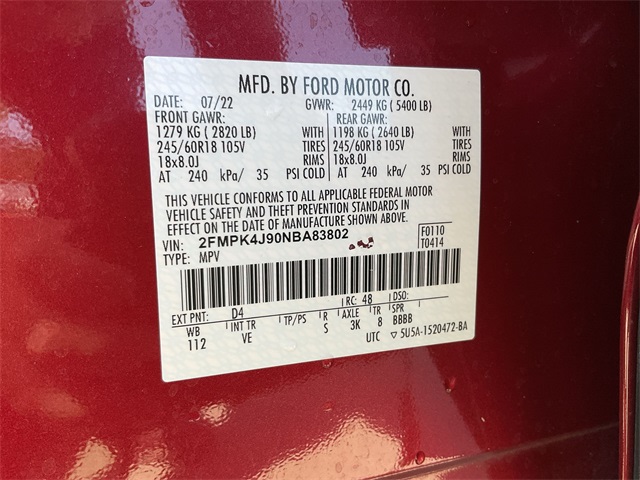 MFD. BY FORD MOTOR CO.
DATE: 07/22 GVWR: 2449 KG ( 5400 LB)
FRONT GAWR: REAR GAWR:
1279 KG ( 2820 LB) WITH 1198 KG ( 2640 LB) WITH
245/60R18 105V TIRES 245/60R18 105V TIRES
18x8.0J RIMS 18x8.0J RIMS
AT 240 kPa/ 35 PSI COLD AT 240 kPa/ 35 PSI COLD
THIS VEHICLE CONFORMS TO ALL APPLICABLE FEDERAL MOTOR
VEHICLE SAFETY AND THEFT PREVENTION STANDARDS IN
EFFECT ON THE DATE OF MANUFACTURE SHOWN ABOVE.
VIN: 2FMPK4J90NBA83802 F0110
TYPE: MPV T0414
EXT PNT: D4 RC: 48 DSO:
WB INT TR TP/PS R AXLE TR SPR
112 VE S 3K 8 BBBB
UTC ▽ 5U5A-1520472-BA